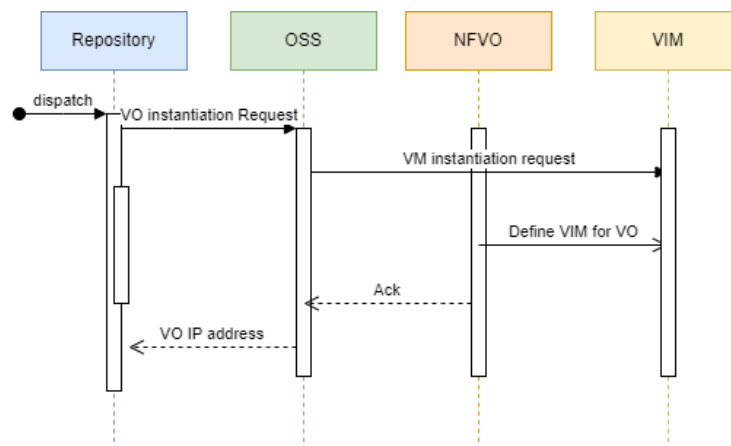 Repository
OSS
NFVO
VIM
dispatch
VO instantiation Request
VM instantiation request
Define VIM for VO
Ack
VO IP address